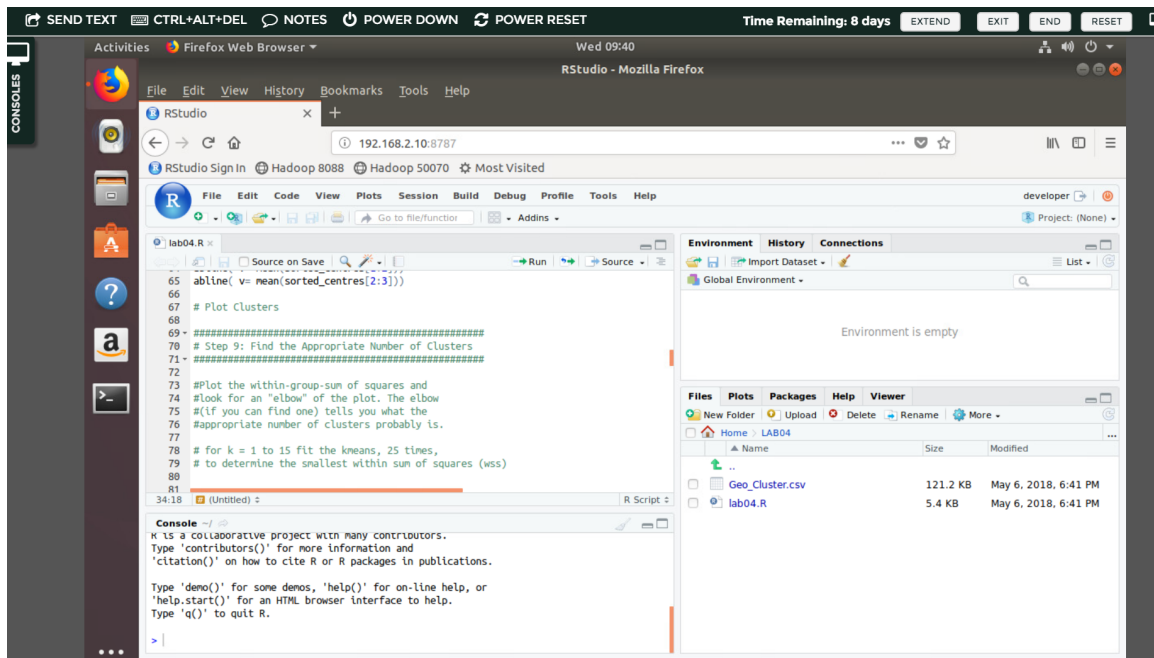 SEND TEXT CTRL+ALT+DEL NOTES POWER DOWN POWER RESET Time Remaining: 8 days EXTEND EXIT END RESET
CONSOLES
Activities Firefox Web Browser Wed 09:40
RStudio - Mozilla Firefox
File Edit View History Bookmarks Tools Help
RStudio
192.168.2.10:8787
RStudio Sign In Hadoop 8088 Hadoop 50070 Most Visited
R File Edit Code View Plots Session Build Debug Profile Tools Help developer
Go to file/function Addins Project: (None)
lab04.R
Source on Save Run Source
65 abline( v= mean(sorted_centres[2:3]))
66
67 # Plot Clusters
68
69 ###################################################
70 # Step 9: Find the Appropriate Number of Clusters
71 ###################################################
72
73 #Plot the within-group-sum of squares and
74 #look for an "elbow" of the plot. The elbow
75 #(if you can find one) tells you what the
76 #appropriate number of clusters probably is.
77
78 # for k = 1 to 15 fit the kmeans, 25 times,
79 # to determine the smallest within sum of squares (wss)
80
81
34:18 (Untitled) R Script
Console ~/
R is a collaborative project with many contributors.
Type 'contributors()' for more information and
'citation()' on how to cite R or R packages in publications.
Type 'demo()' for some demos, 'help()' for on-line help, or
'help.start()' for an HTML browser interface to help.
Type 'q()' to quit R.
>
Environment History Connections
Import Dataset List
Global Environment
Environment is empty
Files Plots Packages Help Viewer
New Folder Upload Delete Rename More
Home LAB04 ...
Name Size Modified
..
Geo_Cluster.csv 121.2 KB May 6, 2018, 6:41 PM
lab04.R 5.4 KB May 6, 2018, 6:41 PM